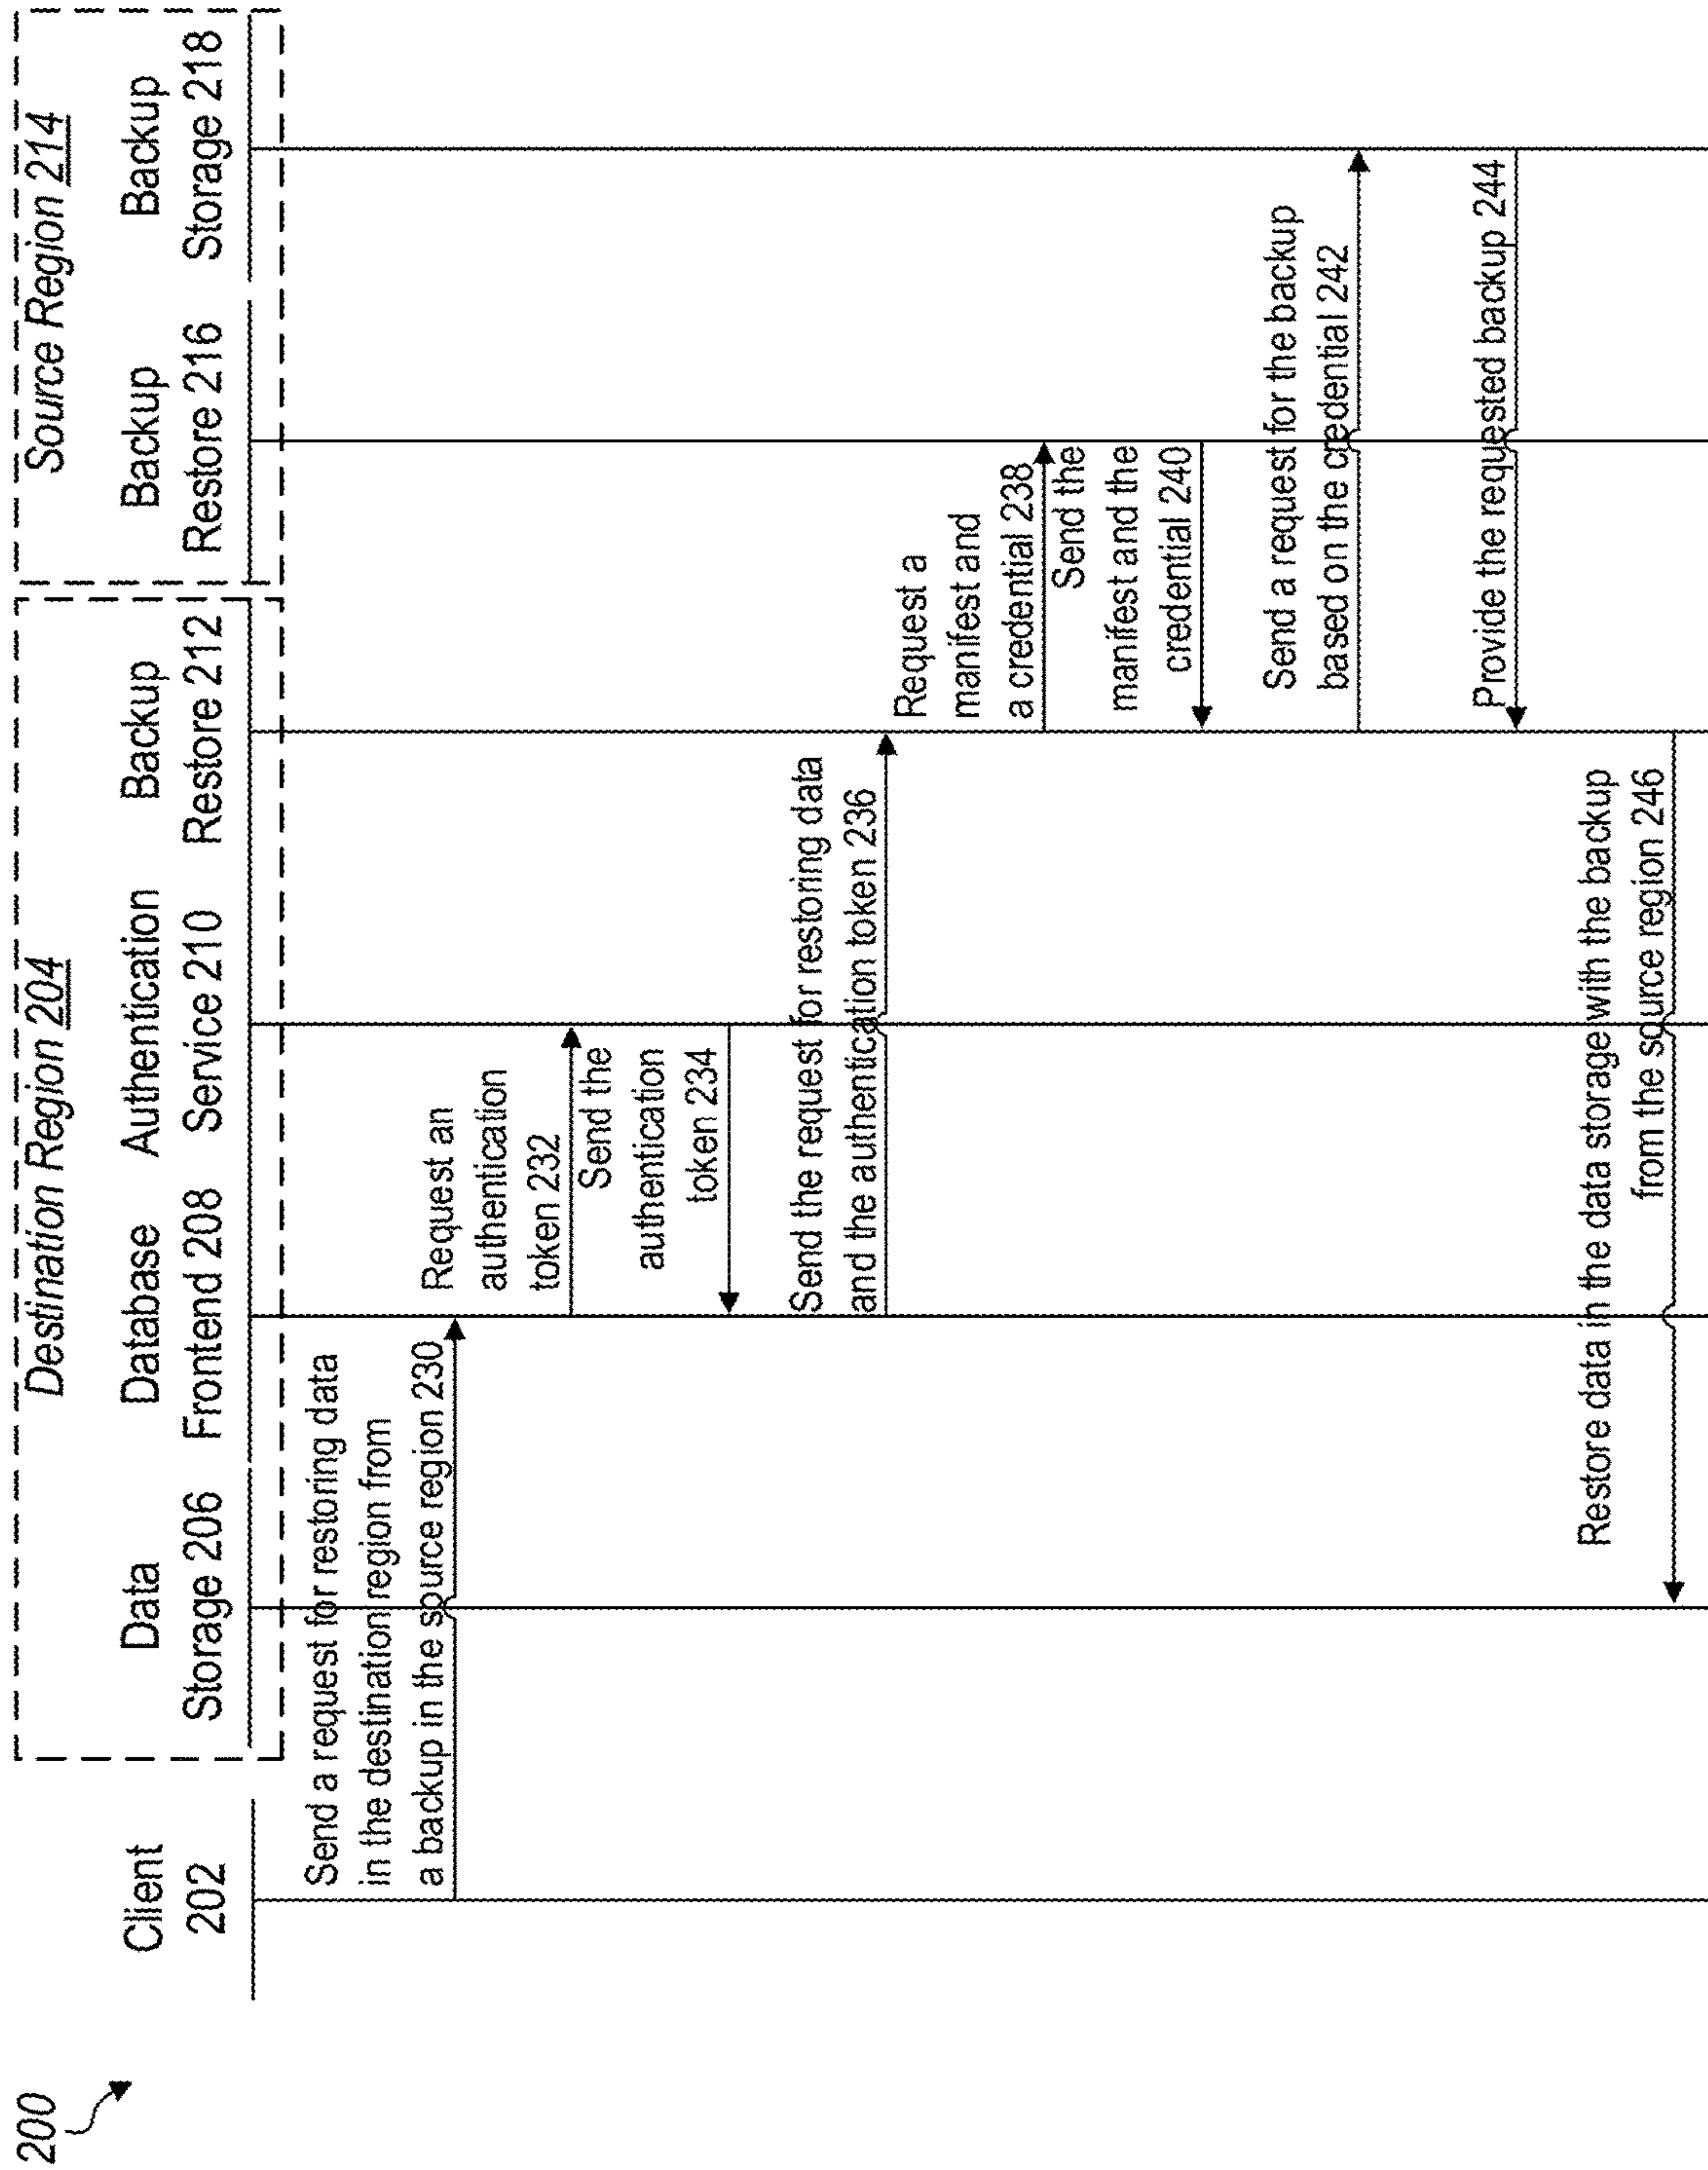 200
Client
202
Destination Region 204
Data
Storage 206
Database
Frontend 208
Authentication
Service 210
Backup
Restore 212
Source Region 214
Backup
Restore 216
Backup
Storage 218
Send a request for restoring data
in the destination region from
a backup in the source region 230
Request an
authentication
token 232
Send the
authentication
token 234
Send the request for restoring data
and the authentication token 236
Request a
manifest and
a credential 238
Send the
manifest and the
credential 240
Send a request for the backup
based on the credential 242
Provide the requested backup 244
Restore data in the data storage with the backup
from the source region 246